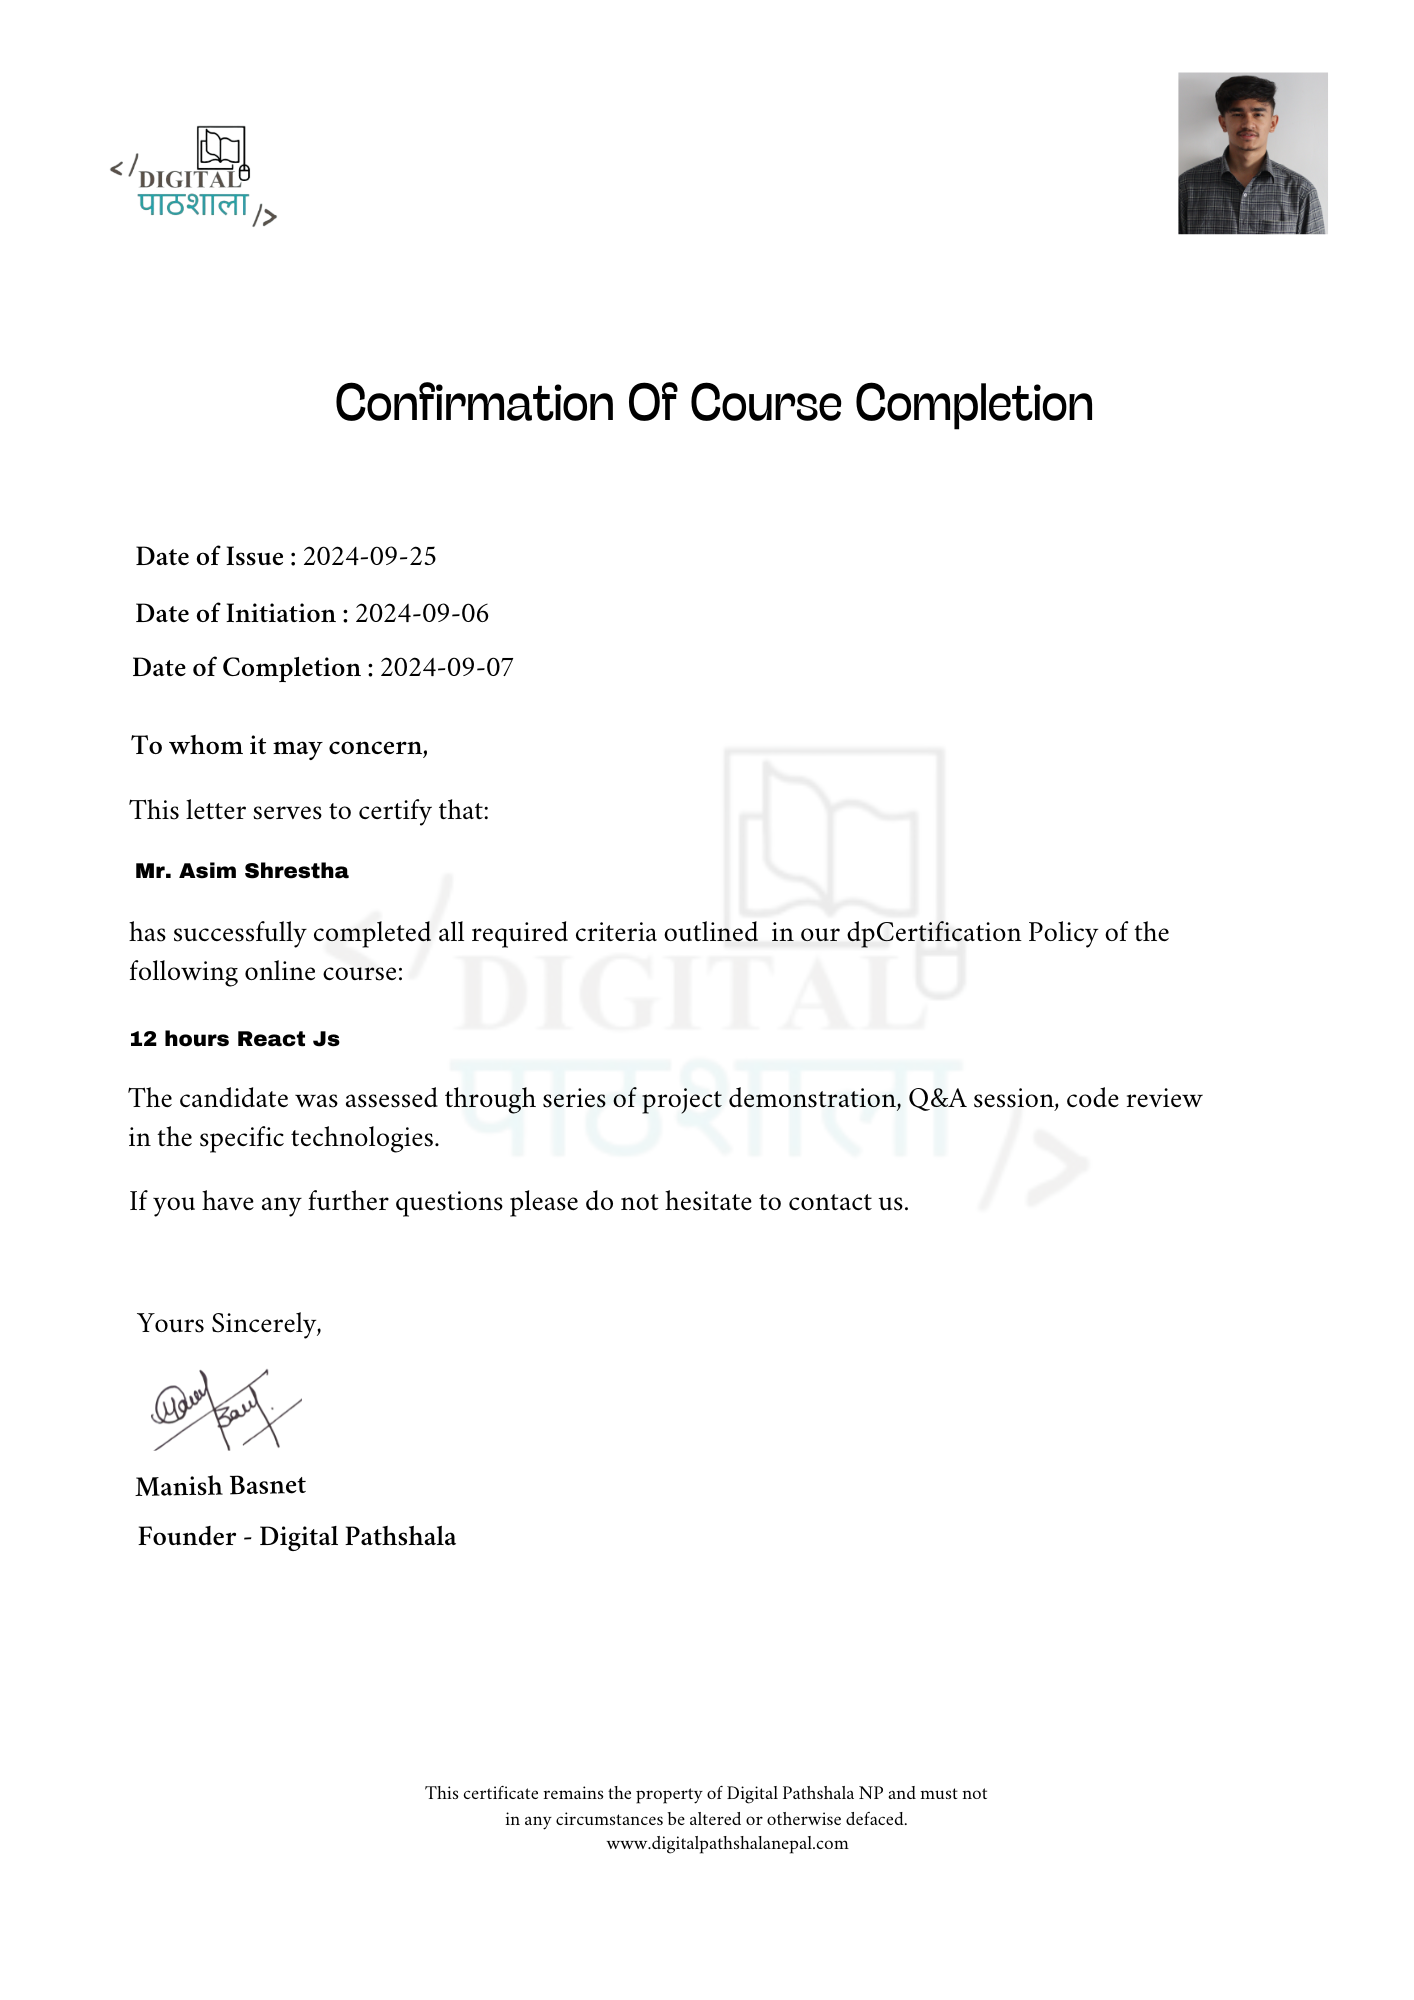 </ DIGITAL
पाठशाला />
Confirmation Of Course Completion
Date of Issue : 2024-09-25
Date of Initiation : 2024-09-06
Date of Completion : 2024-09-07
To whom it may concern,
This letter serves to certify that:
Mr. Asim Shrestha
has successfully completed all required criteria outlined in our dpCertification Policy of the
following online course:
</ DIGITAL
पाठशाला />
12 hours React Js
The candidate was assessed through series of project demonstration, Q&A session, code review
in the specific technologies.
If you have any further questions please do not hesitate to contact us.
Yours Sincerely,
Manish Basnet
Founder - Digital Pathshala
This certificate remains the property of Digital Pathshala NP and must not
in any circumstances be altered or otherwise defaced.
www.digitalpathshalanepal.com